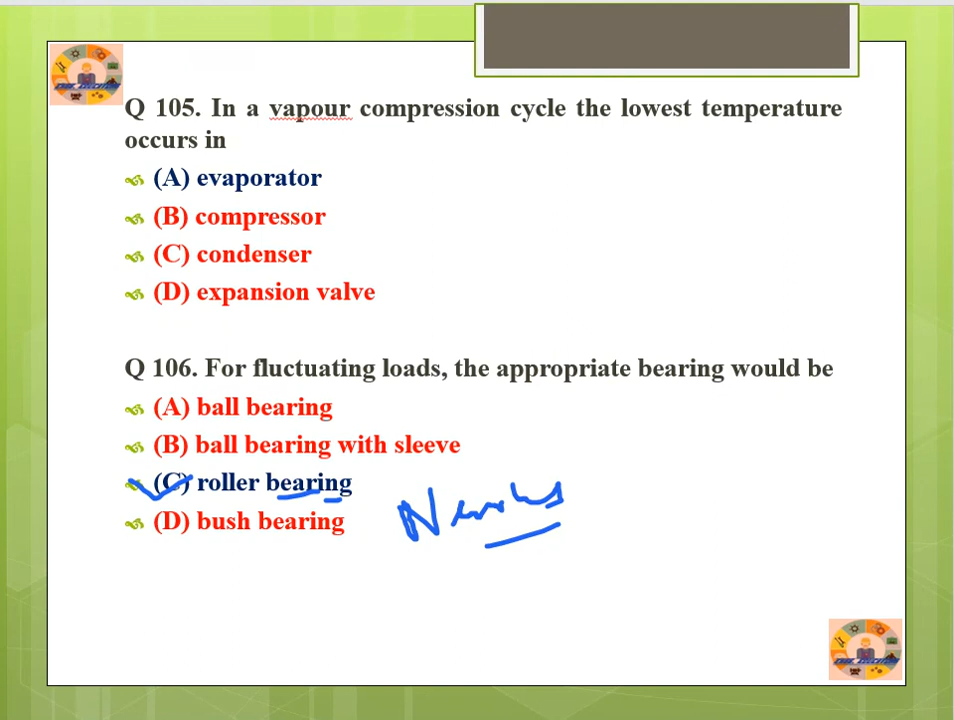 Q 105. In a vapour compression cycle the lowest temperature
occurs in
(A) evaporator
(B) compressor
(C) condenser
(D) expansion valve
Q 106. For fluctuating loads, the appropriate bearing would be
(A) ball bearing
(B) ball bearing with sleeve
(C) roller bearing
(D) bush bearing